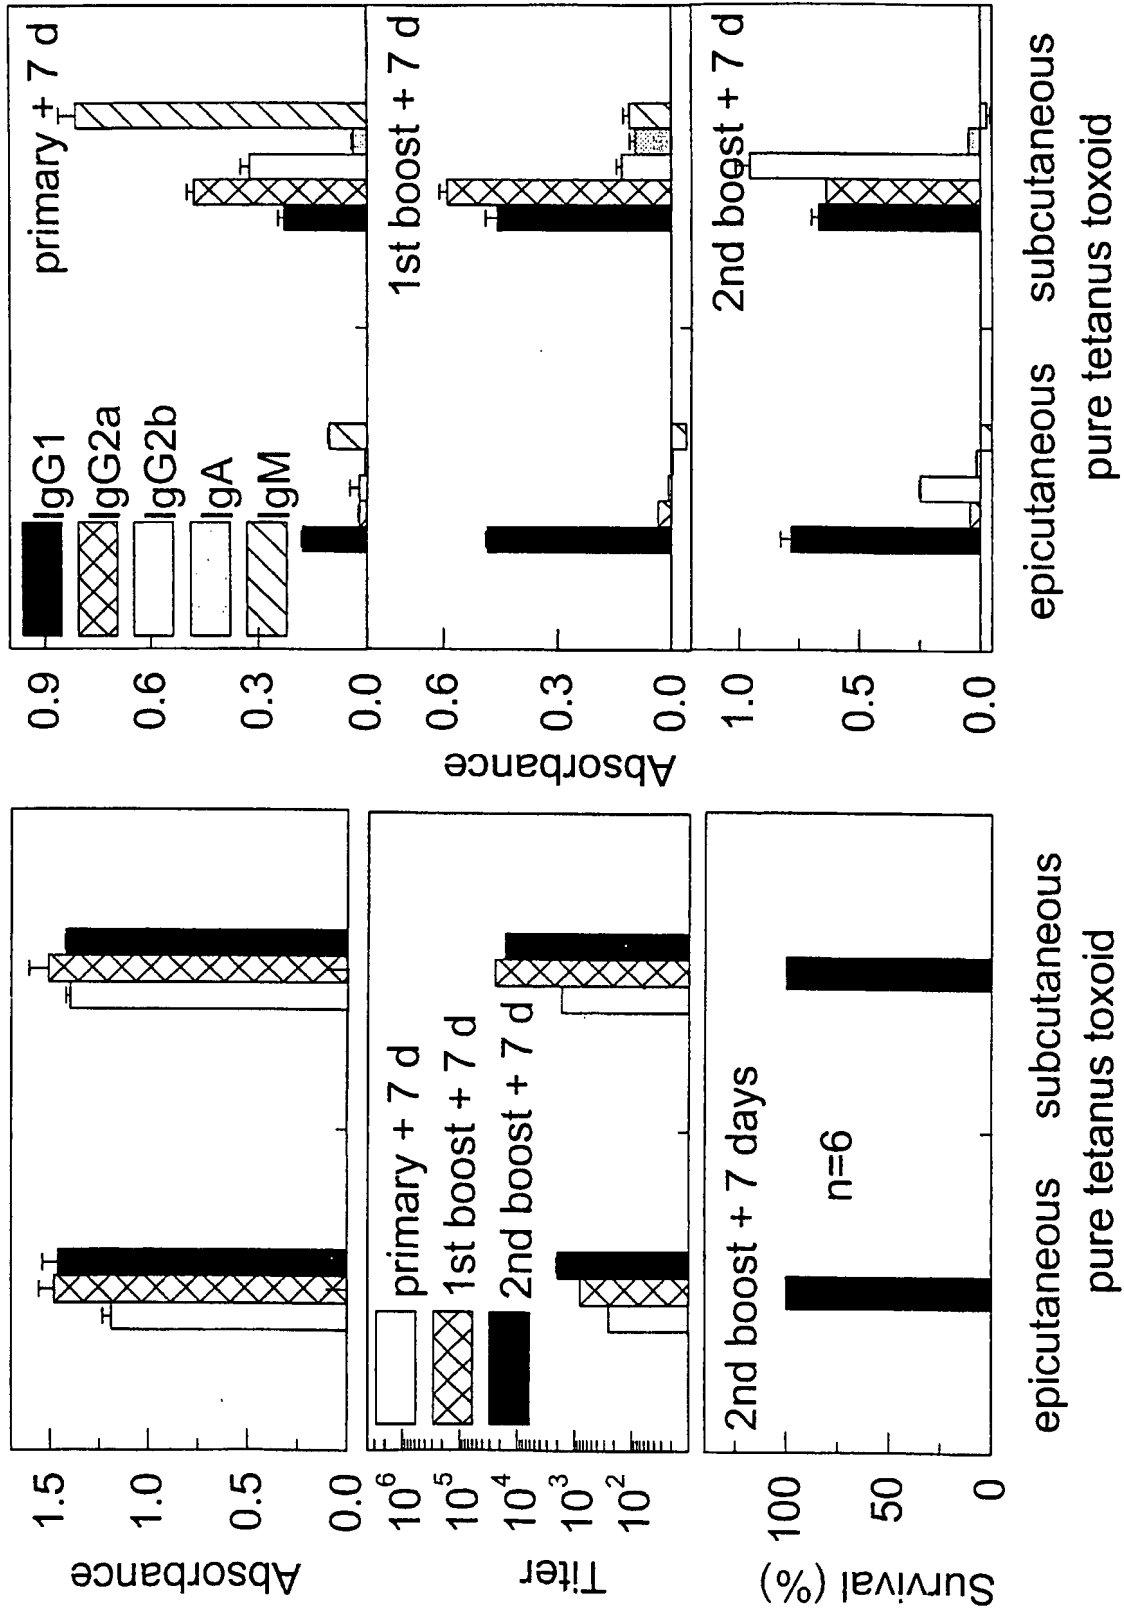 Absorbance
1.5
1.0
0.5
0.0
Titer
10^6
10^5
10^4
10^3
10^2
primary + 7 d
1st boost + 7 d
2nd boost + 7 d
Survival (%)
100
50
0
2nd boost + 7 days
n=6
epicutaneous subcutaneous
pure tetanus toxoid
Absorbance
0.9
0.6
0.3
0.0
IgG1
IgG2a
IgG2b
IgA
IgM
primary + 7 d
0.6
0.3
0.0
1st boost + 7 d
1.0
0.5
0.0
2nd boost + 7 d
epicutaneous subcutaneous
pure tetanus toxoid